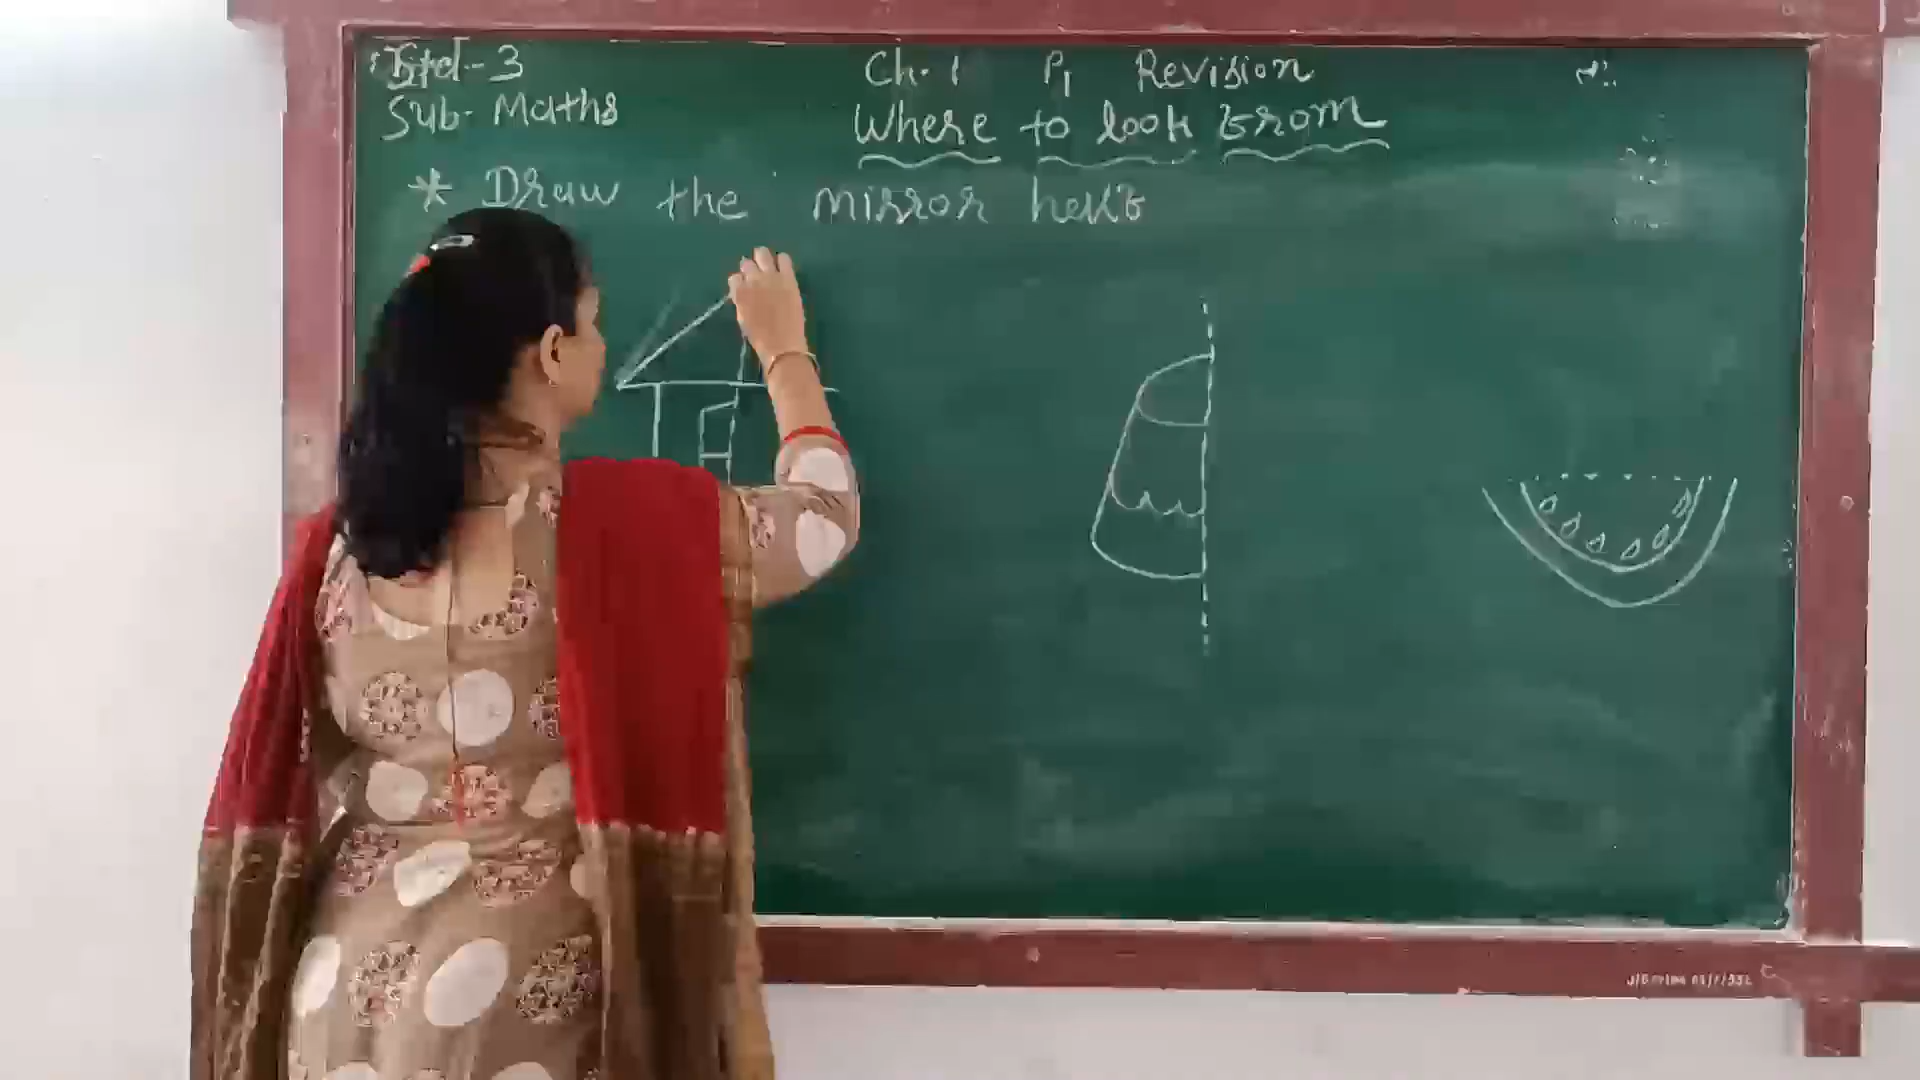 Std-3
Ch. 1 P1 Revision
Sub- Maths
Where to look From
* Draw the mirror half